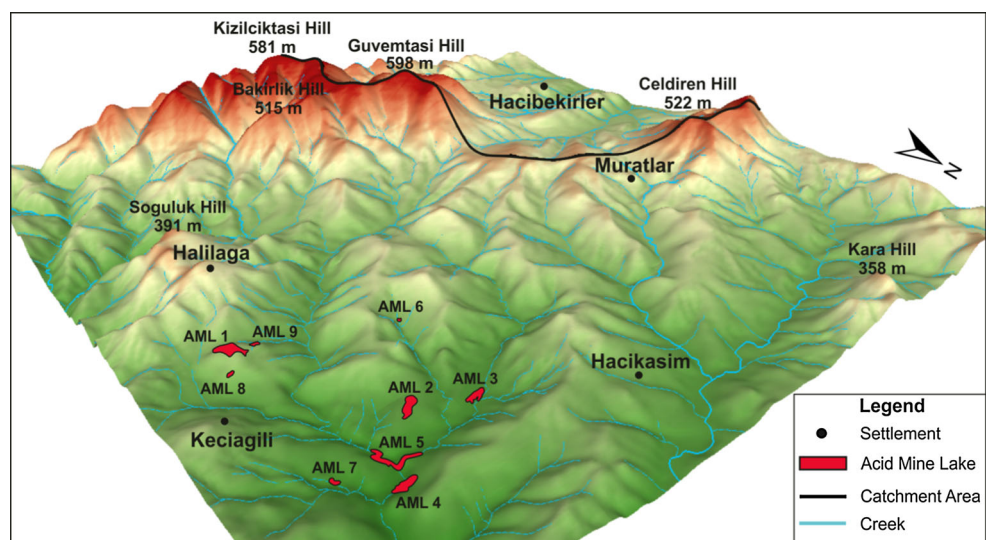 Kizilciktasi Hill
581 m
Guvemtasi Hill
598 m
Bakirlik Hill
515 m
Hacibekirler
Celdiren Hill
522 m
Muratlar
N
Soguluk Hill
391 m
Halilaga
Kara Hill
358 m
AML 6
AML 1
AML 9
AML 8
AML 2
AML 3
Hacikasim
Keciagili
AML 5
AML 7
AML 4
Legend
Settlement
Acid Mine Lake
Catchment Area
Creek